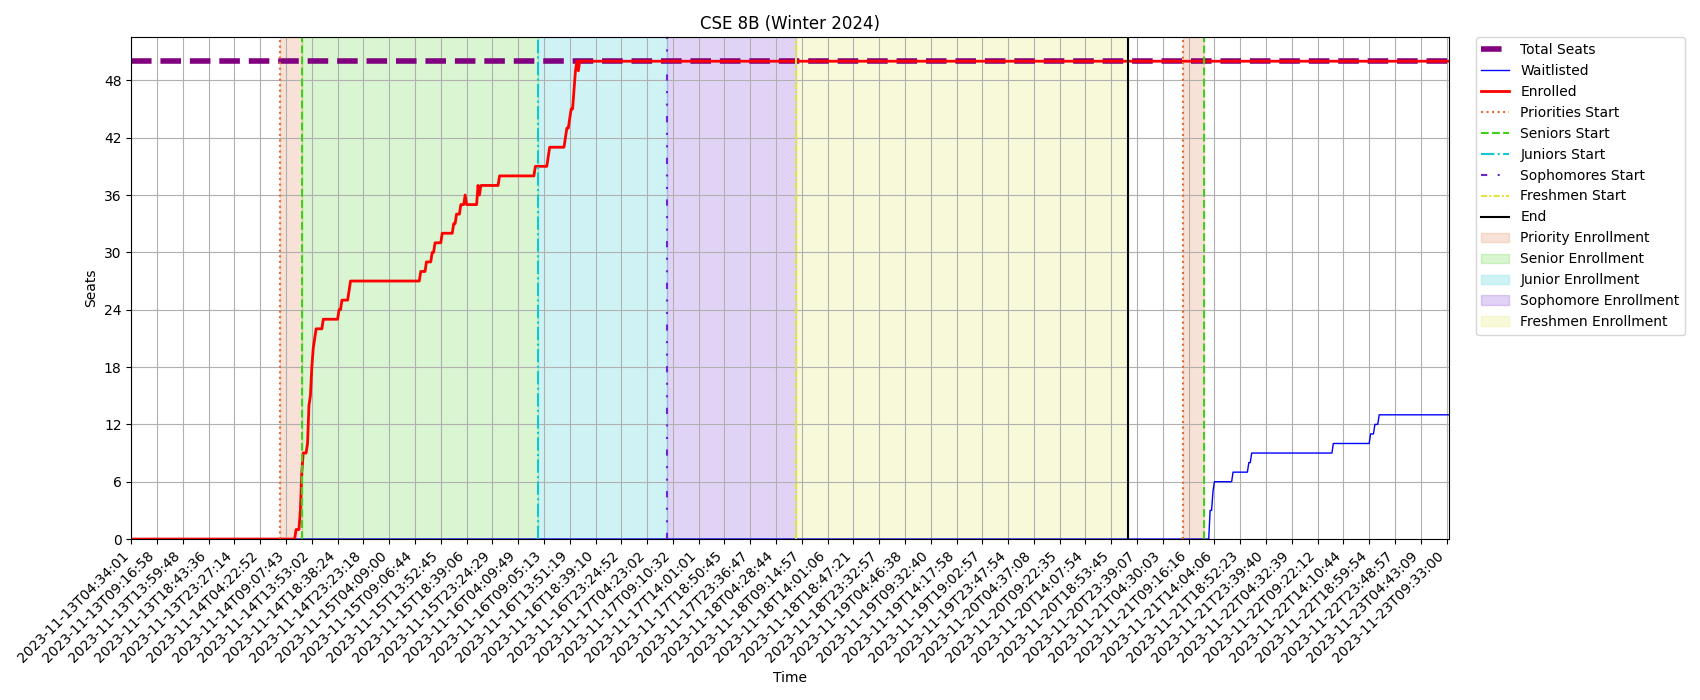 CSE 8B (Winter 2024)
Total Seats
Waitlisted
Enrolled
Priorities Start
Seniors Start
Juniors Start
Sophomores Start
Freshmen Start
End
Priority Enrollment
Senior Enrollment
Junior Enrollment
Sophomore Enrollment
Freshmen Enrollment
Seats
48
42
36
30
24
18
12
6
0
2023-11-13T04:34:01
2023-11-13T09:16:58
2023-11-13T13:59:48
2023-11-13T18:43:36
2023-11-13T23:27:14
2023-11-14T04:22:52
2023-11-14T09:07:43
2023-11-14T13:53:02
2023-11-14T18:38:24
2023-11-14T23:23:18
2023-11-15T04:09:00
2023-11-15T09:06:44
2023-11-15T13:52:45
2023-11-15T18:39:06
2023-11-15T23:24:29
2023-11-16T04:09:49
2023-11-16T09:05:13
2023-11-16T13:51:19
2023-11-16T18:39:10
2023-11-16T23:24:52
2023-11-17T04:23:02
2023-11-17T09:10:32
2023-11-17T14:01:01
2023-11-17T18:50:45
2023-11-17T23:36:47
2023-11-18T04:28:44
2023-11-18T09:14:57
2023-11-18T14:01:06
2023-11-18T18:47:21
2023-11-18T23:32:57
2023-11-19T04:46:38
2023-11-19T09:32:40
2023-11-19T14:17:58
2023-11-19T19:02:57
2023-11-19T23:47:54
2023-11-20T04:37:08
2023-11-20T09:22:35
2023-11-20T14:07:54
2023-11-20T18:53:45
2023-11-20T23:39:07
2023-11-21T04:30:03
2023-11-21T09:16:16
2023-11-21T14:04:06
2023-11-21T18:52:23
2023-11-21T23:39:40
2023-11-22T04:32:39
2023-11-22T09:22:12
2023-11-22T14:10:44
2023-11-22T18:59:54
2023-11-22T23:48:57
2023-11-23T04:43:09
2023-11-23T09:33:00
Time